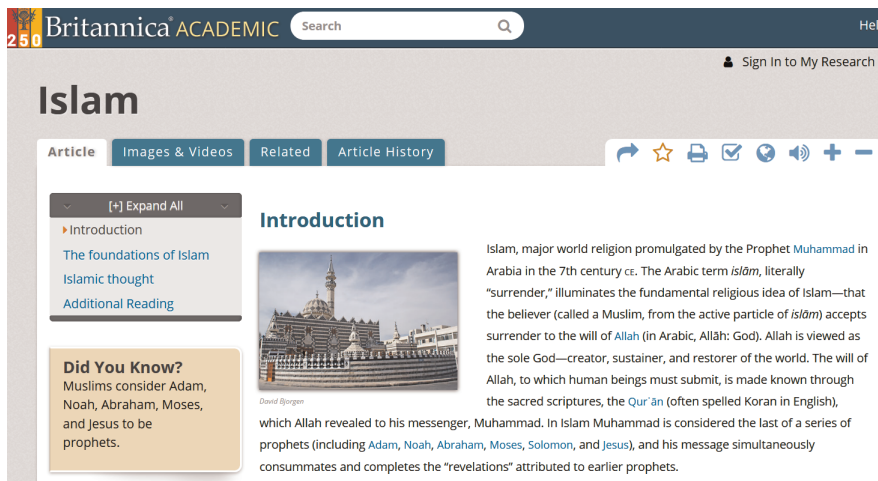 250 Britannica® ACADEMIC Search Hel
Sign In to My Research
Islam
Article Images & Videos Related Article History
[+] Expand All
Introduction
The foundations of Islam
Islamic thought
Additional Reading
Did You Know?
Muslims consider Adam,
Noah, Abraham, Moses,
and Jesus to be
prophets.
Introduction
David Bjorgen
Islam, major world religion promulgated by the Prophet Muhammad in
Arabia in the 7th century CE. The Arabic term islām, literally
“surrender,” illuminates the fundamental religious idea of Islam—that
the believer (called a Muslim, from the active particle of islām) accepts
surrender to the will of Allah (in Arabic, Allāh: God). Allah is viewed as
the sole God—creator, sustainer, and restorer of the world. The will of
Allah, to which human beings must submit, is made known through
the sacred scriptures, the Qurʾān (often spelled Koran in English),
which Allah revealed to his messenger, Muhammad. In Islam Muhammad is considered the last of a series of
prophets (including Adam, Noah, Abraham, Moses, Solomon, and Jesus), and his message simultaneously
consummates and completes the “revelations” attributed to earlier prophets.